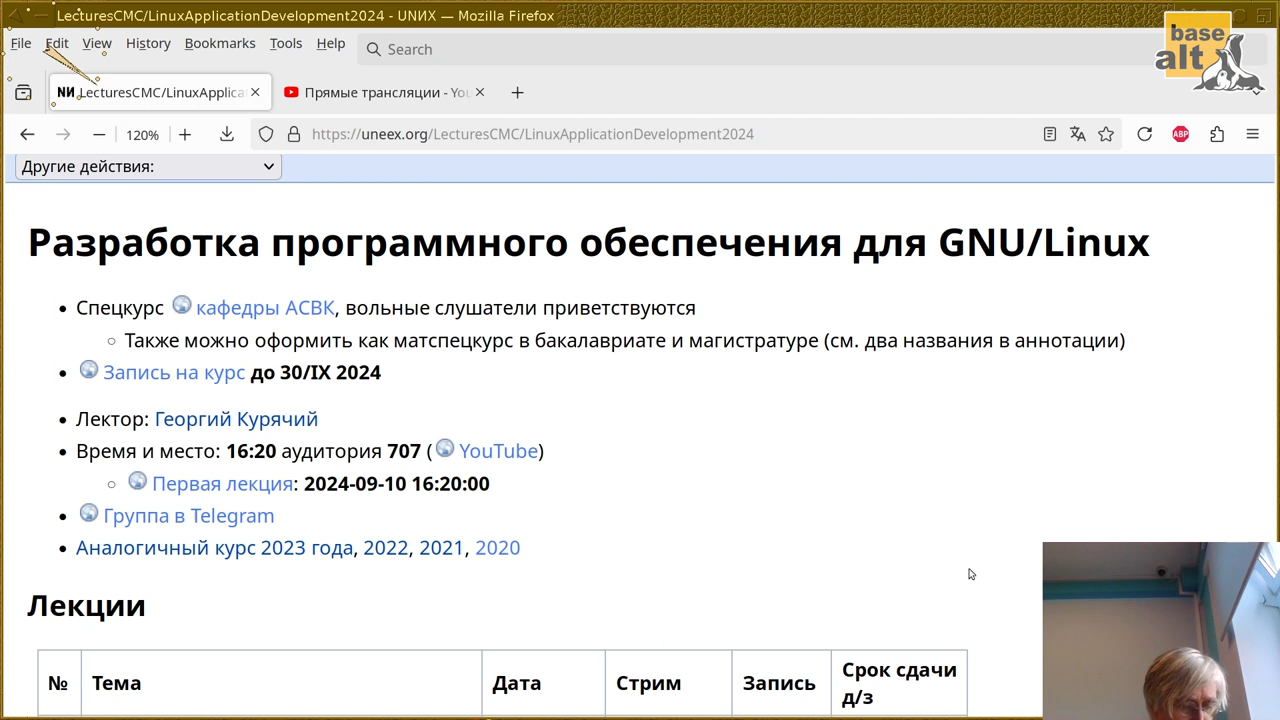 LecturesCMC/LinuxApplicationDevelopment2024 - UNИX — Mozilla Firefox
File Edit View History Bookmarks Tools Help Search
base alt
NИ LecturesCMC/LinuxApplica Прямые трансляции - You
120% https://uneex.org/LecturesCMC/LinuxApplicationDevelopment2024 ABP
Другие действия:
Разработка программного обеспечения для GNU/Linux
• Спецкурс кафедры АСВК, вольные слушатели приветствуются
○ Также можно оформить как матспецкурс в бакалавриате и магистратуре (см. два названия в аннотации)
• Запись на курс до 30/IX 2024
• Лектор: Георгий Курячий
• Время и место: 16:20 аудитория 707 ( YouTube)
○ Первая лекция: 2024-09-10 16:20:00
• Группа в Telegram
• Аналогичный курс 2023 года, 2022, 2021, 2020
Лекции
№ Тема Дата Стрим Запись Срок сдачи д/з